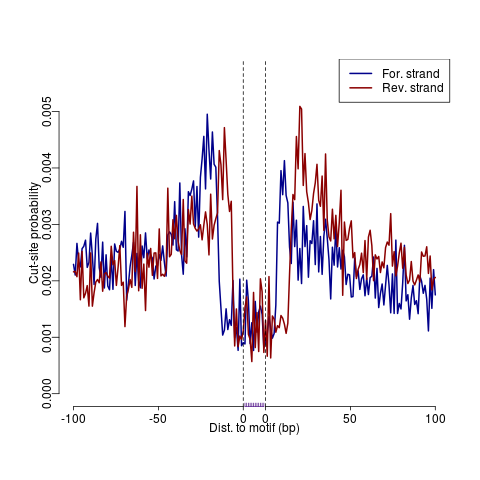 For. strand
Rev. strand
Cut-site probability
0.005
0.004
0.003
0.002
0.001
0.000
-100 -50 0 0 50 100
Dist. to motif (bp)